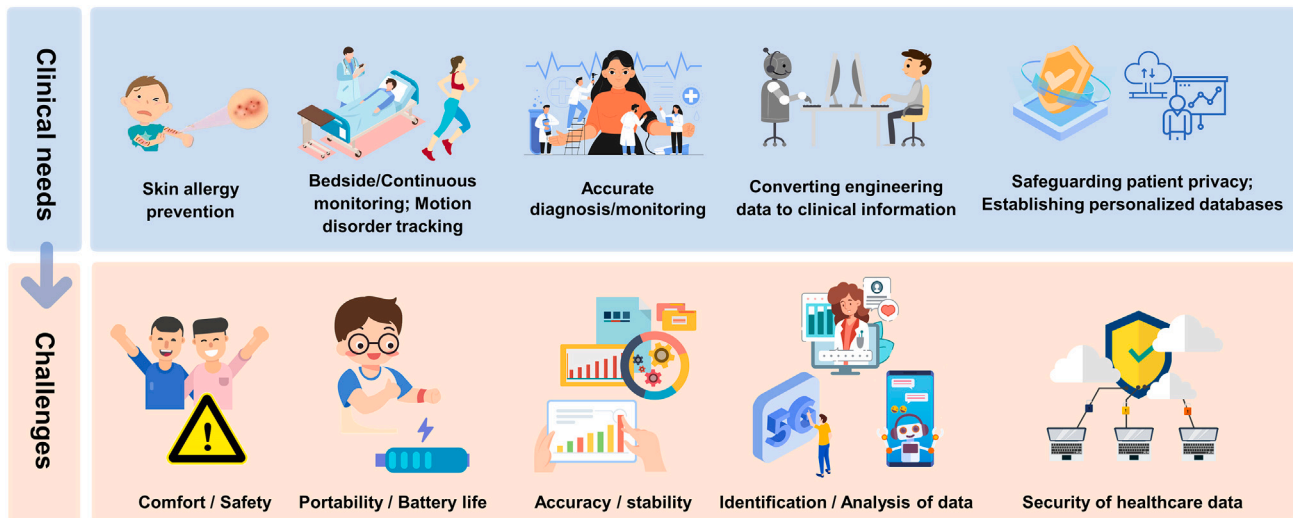 Clinical needs
Skin allergy
prevention
Bedside/Continuous
monitoring; Motion
disorder tracking
Accurate
diagnosis/monitoring
Converting engineering
data to clinical information
Safeguarding patient privacy;
Establishing personalized databases
Challenges
5G
Comfort / Safety
Portability / Battery life
Accuracy / stability
Identification / Analysis of data
Security of healthcare data